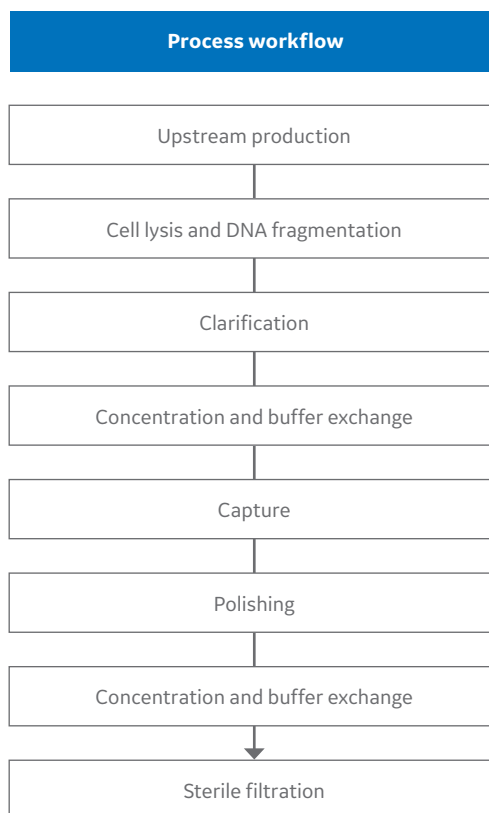 Process workflow
Upstream production
Cell lysis and DNA fragmentation
Clarification
Concentration and buffer exchange
Capture
Polishing
Concentration and buffer exchange
Sterile filtration